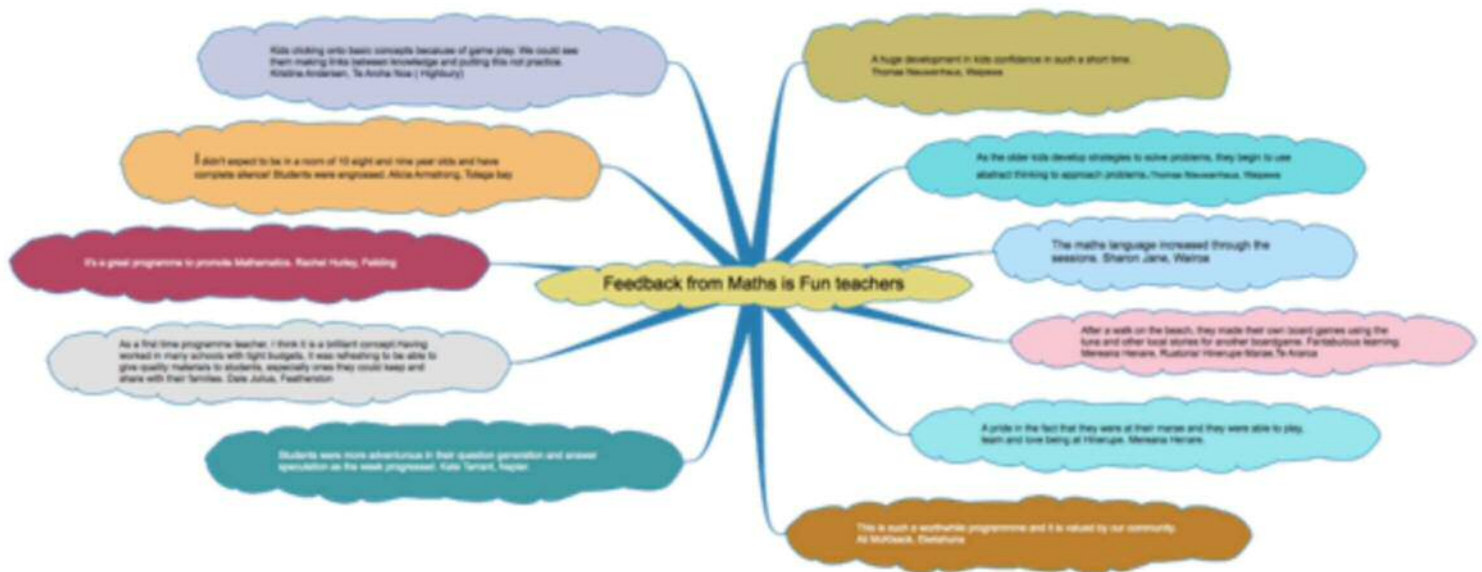 Kids clicking onto basic concepts because of game play. We could see
them making links between knowledge and putting this not practice.
Kristine Andersen, Te Aroha Noa ( Highbury)
I didn't expect to be in a room of 10 eight and nine year olds and have
complete silence! Students were engrossed. Alicia Armstrong, Tolaga bay
It's a great programme to promote Mathematics. Rachel Hurley, Feilding
As a first time programme teacher, I think it is a brilliant concept.Having
worked in many schools with tight budgets, it was refreshing to be able to
give quality materials to students, especially ones they could keep and
share with their families. Dale Julius, Featherston
Students were more adventurous in their question generation and answer
speculation as the week progressed. Kate Tarrant, Napier.
Feedback from Maths is Fun teachers
A huge development in kids confidence in such a short time.
Thomas Waipawa
As the older kids develop strategies to solve problems, they begin to use
abstract thinking to approach problems. Thomas Waipawa
The maths language increased through the
sessions. Sharon Jane, Wairoa
After a walk on the beach, they made their own board games using the
tuna and other local stories for another boardgame. Fantabulous learning.
Mereana Henare. Ruatoria/ Hinerupe Marae,Te Araroa
A pride in the fact that they were at their marae and they were able to play,
learn and love being at Hinerupe. Mereana Henare.
This is such a worthwhile programmme and it is valued by our community.
Ali Eketahuna